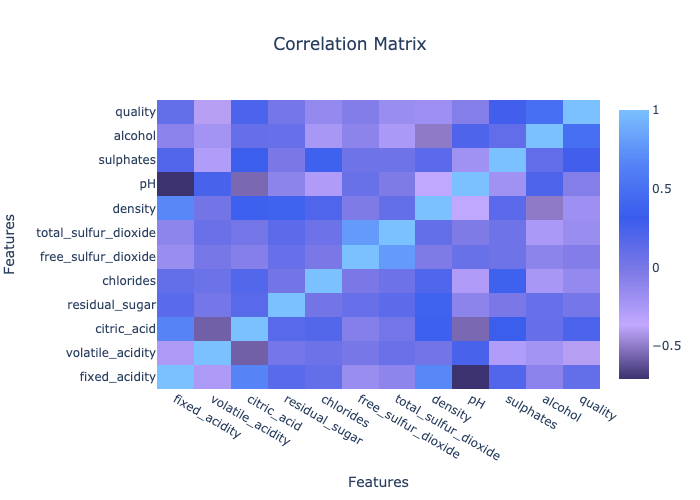 Correlation Matrix
quality
alcohol
sulphates
pH
density
total_sulfur_dioxide
free_sulfur_dioxide
chlorides
residual_sugar
citric_acid
volatile_acidity
fixed_acidity
Features
fixed_acidity
volatile_acidity
citric_acid
residual_sugar
chlorides
free_sulfur_dioxide
total_sulfur_dioxide
density
pH
sulphates
alcohol
quality
Features
1
0.5
0
−0.5